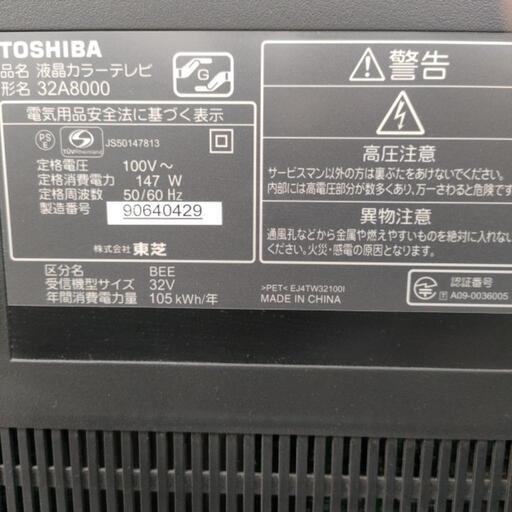 TOSHIBA
品名 液晶カラーテレビ
形名 32A8000
G
電気用品安全法に基づく表示
PS
E
S
TÜVRheinland
JS50147813
定格電圧 100V～
定格消費電力 147 W
定格周波数 50/60 Hz
製造番号 90640429
株式会社 東芝
区分名 BEE
受信機型サイズ 32V
年間消費電力量 105 kWh/年
警告
高圧注意
サービスマン以外の方は裏ぶたをあけないでください。
内部には高電圧部分が数多くあり、万一さわると危険です
異物注意
通風孔などから金属や燃えやすいものを絶対に入れない
ください。火災・感電の原因となります。
>PET< EJ4TW32100I
MADE IN CHINA
認証番号
T A09-0036005